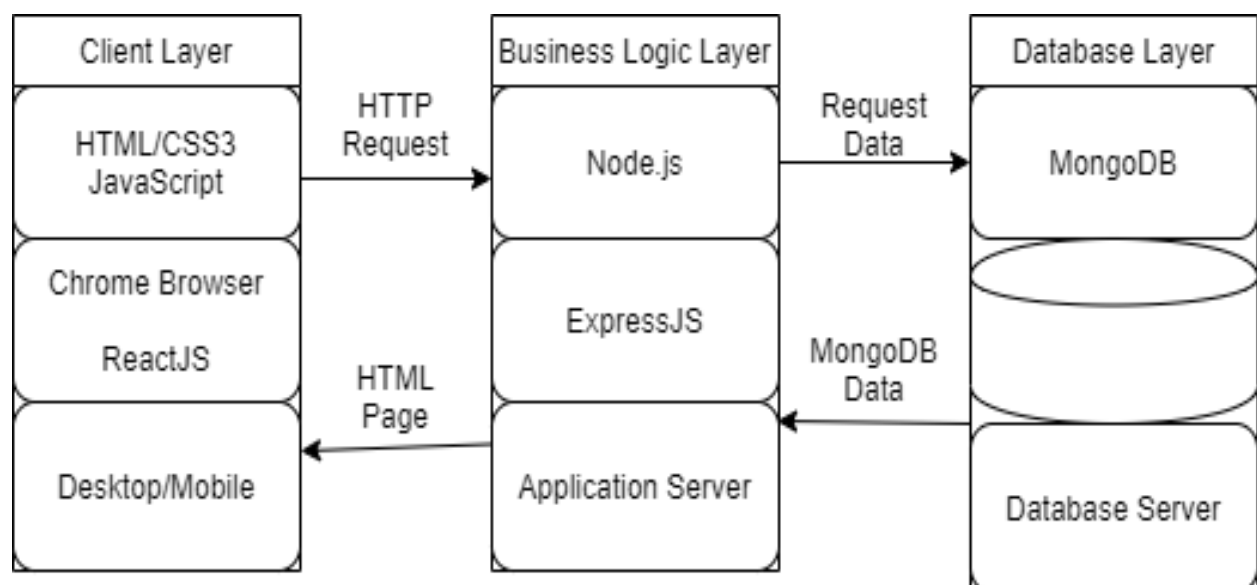 Client Layer
HTML/CSS3
JavaScript
Chrome Browser
ReactJS
Desktop/Mobile
HTTP
Request
HTML
Page
Business Logic Layer
Node.js
ExpressJS
Application Server
Request
Data
MongoDB
Data
Database Layer
MongoDB
Database Server